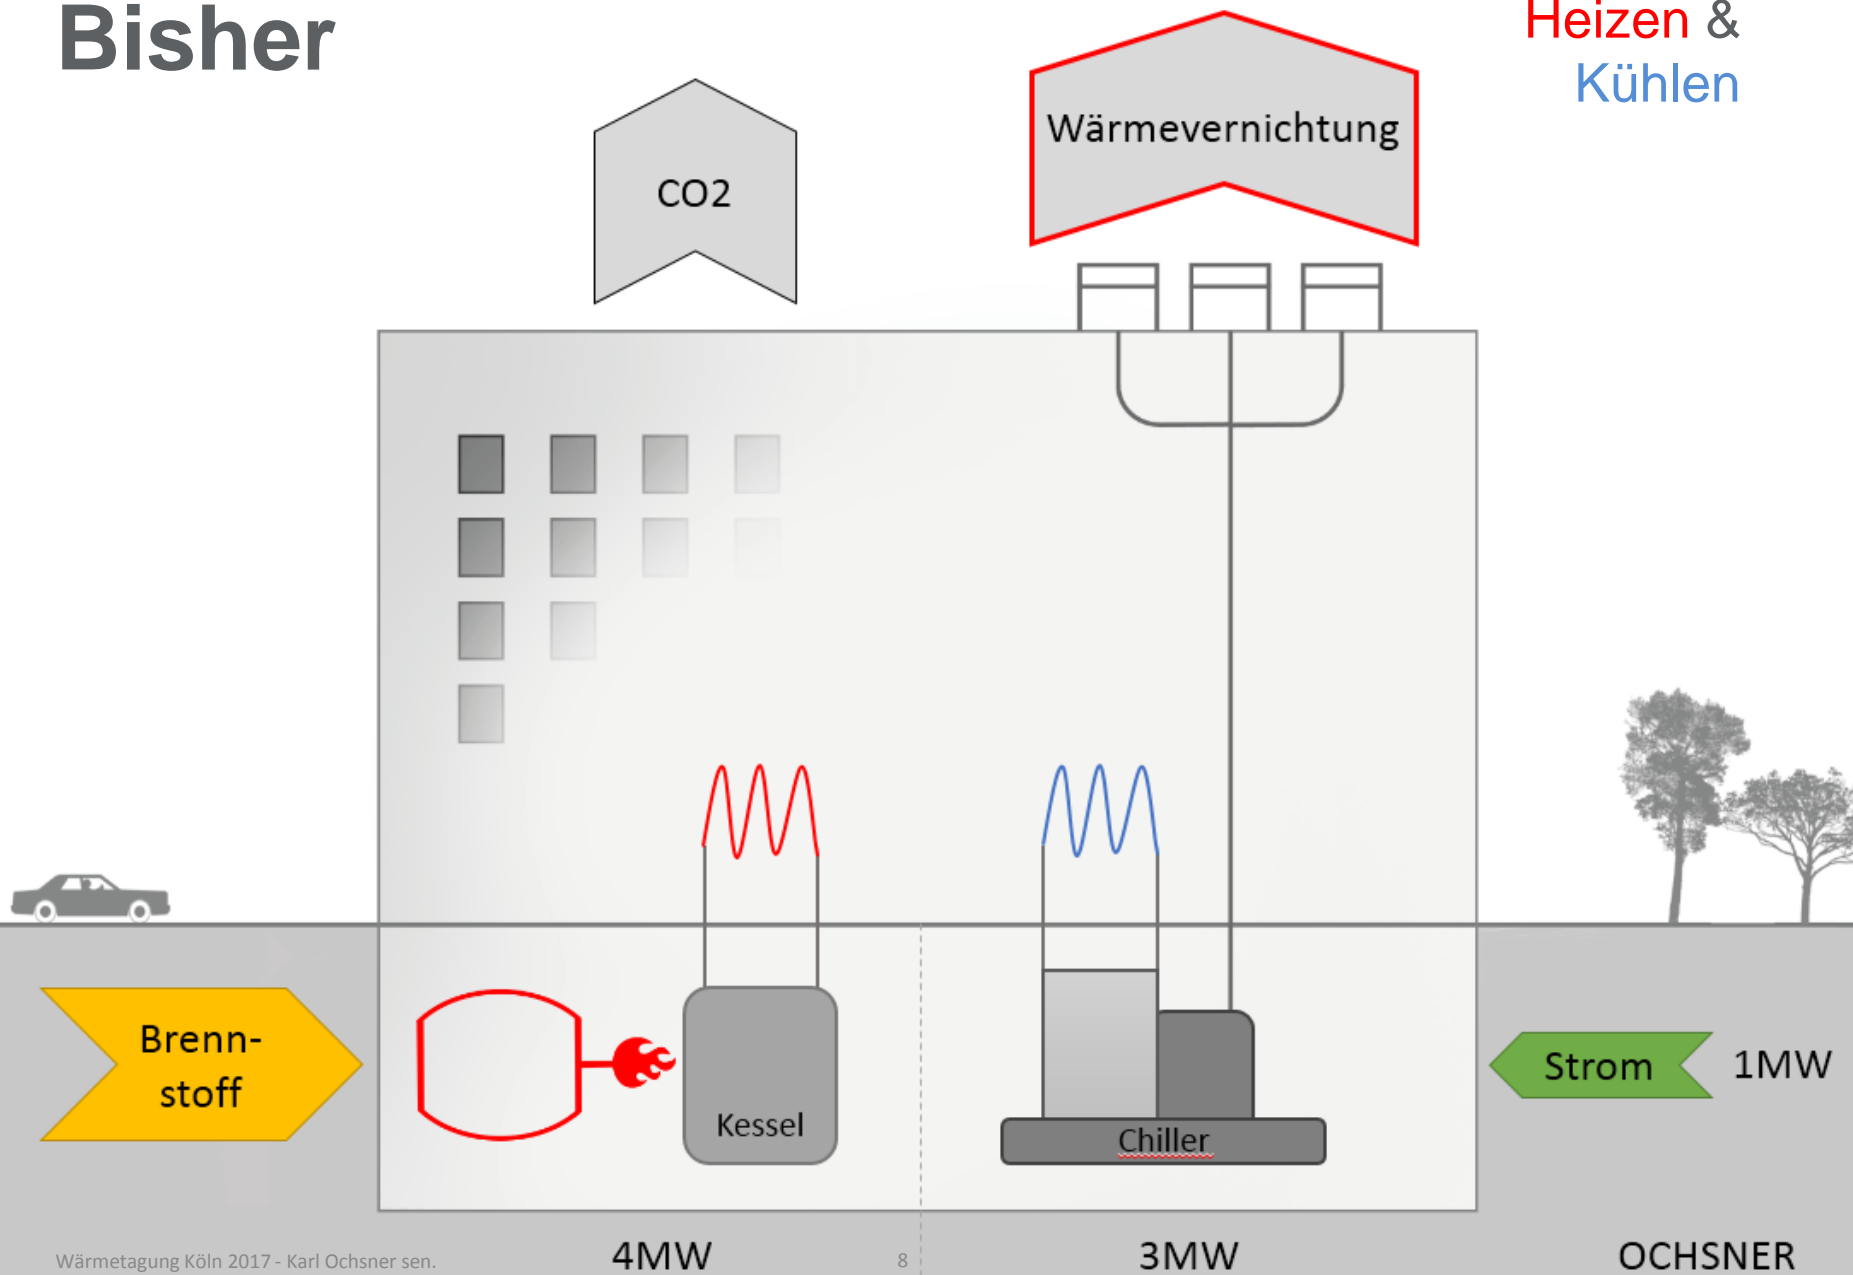 Bisher
Heizen &
Kühlen
CO2
Wärmevernichtung
Brenn-
stoff
Kessel
Chiller
Strom
1MW
4MW
3MW
Wärmetagung Köln 2017 - Karl Ochsner sen.
8
OCHSNER